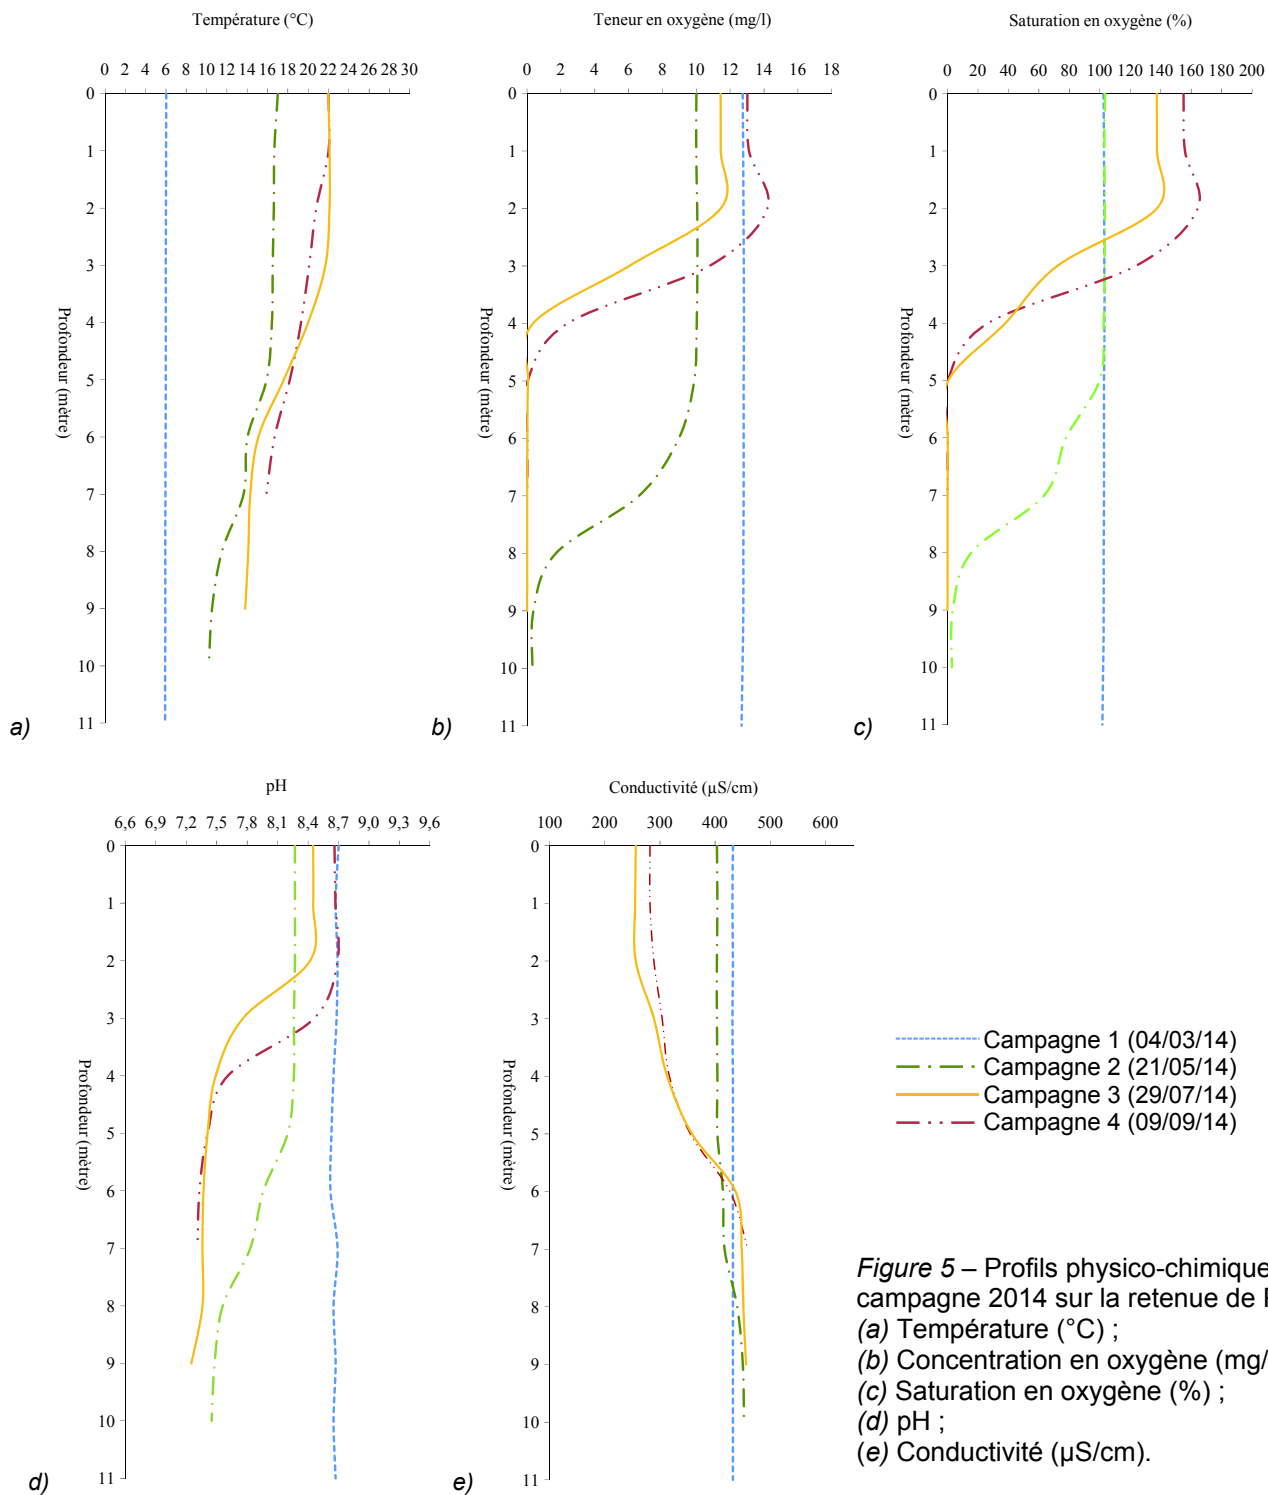 Température (°C)
0 2 4 6 8 10 12 14 16 18 20 22 24 26 28 30
0
1
2
3
4
5
6
7
8
9
10
11
Profondeur (mètre)
a)
Teneur en oxygène (mg/l)
0 2 4 6 8 10 12 14 16 18
0
1
2
3
4
5
6
7
8
9
10
11
Profondeur (mètre)
b)
Saturation en oxygène (%)
0 20 40 60 80 100 120 140 160 180 200
0
1
2
3
4
5
6
7
8
9
10
11
Profondeur (mètre)
c)
pH
6,6 6,9 7,2 7,5 7,8 8,1 8,4 8,7 9,0 9,3 9,6
0
1
2
3
4
5
6
7
8
9
10
11
Profondeur (mètre)
d)
Conductivité (µS/cm)
100 200 300 400 500 600
0
1
2
3
4
5
6
7
8
9
10
11
Profondeur (mètre)
e)
Campagne 1 (04/03/14)
Campagne 2 (21/05/14)
Campagne 3 (29/07/14)
Campagne 4 (09/09/14)
Figure 5 – Profils physico-chimique
campagne 2014 sur la retenue de
(a) Température (°C) ;
(b) Concentration en oxygène (mg/
(c) Saturation en oxygène (%) ;
(d) pH ;
(e) Conductivité (µS/cm).